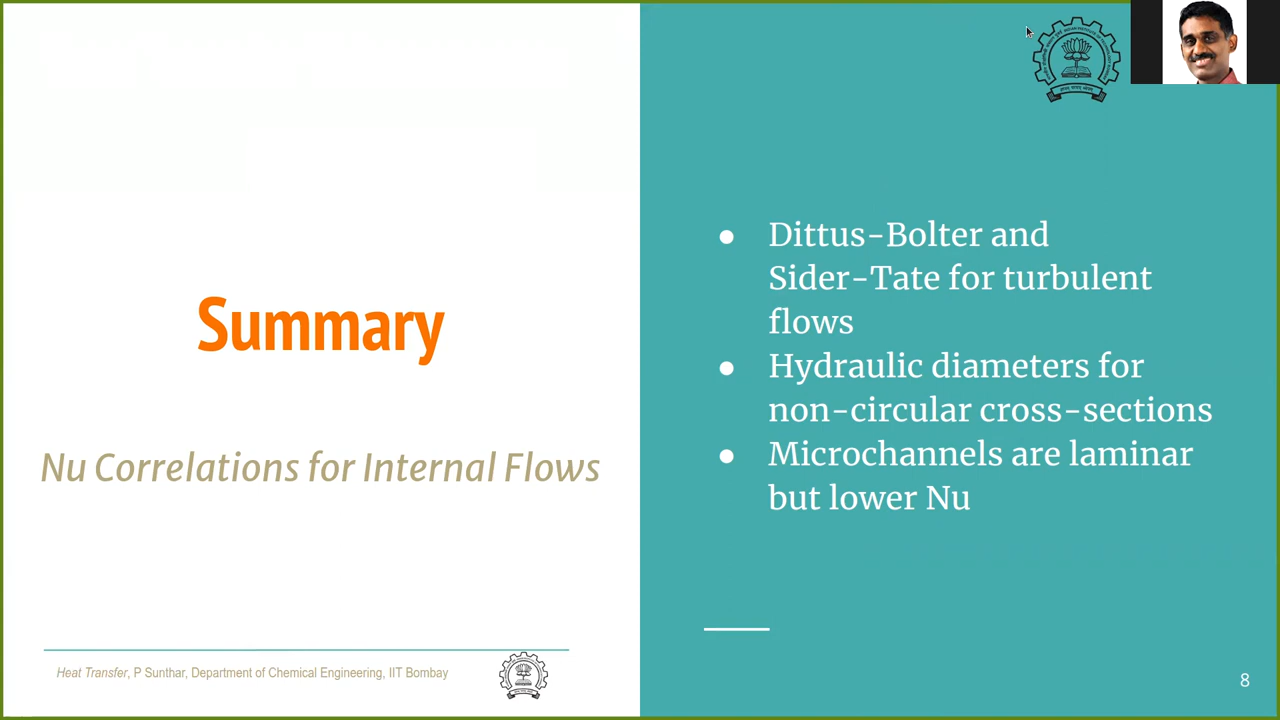 Summary
Nu Correlations for Internal Flows
Heat Transfer, P Sunthar, Department of Chemical Engineering, IIT Bombay
● Dittus-Bolter and
Sider-Tate for turbulent
flows
● Hydraulic diameters for
non-circular cross-sections
● Microchannels are laminar
but lower Nu
8